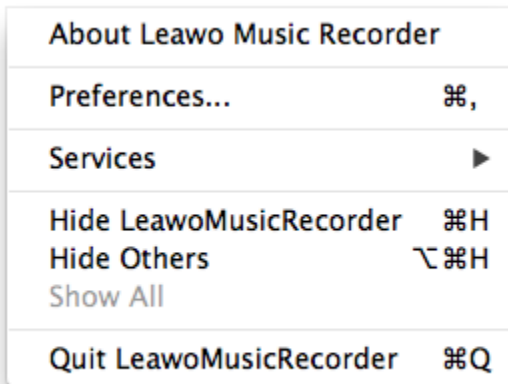 About Leawo Music Recorder
Preferences... ⌘,
Services ▶
Hide LeawoMusicRecorder ⌘H
Hide Others ⌥⌘H
Show All
Quit LeawoMusicRecorder ⌘Q